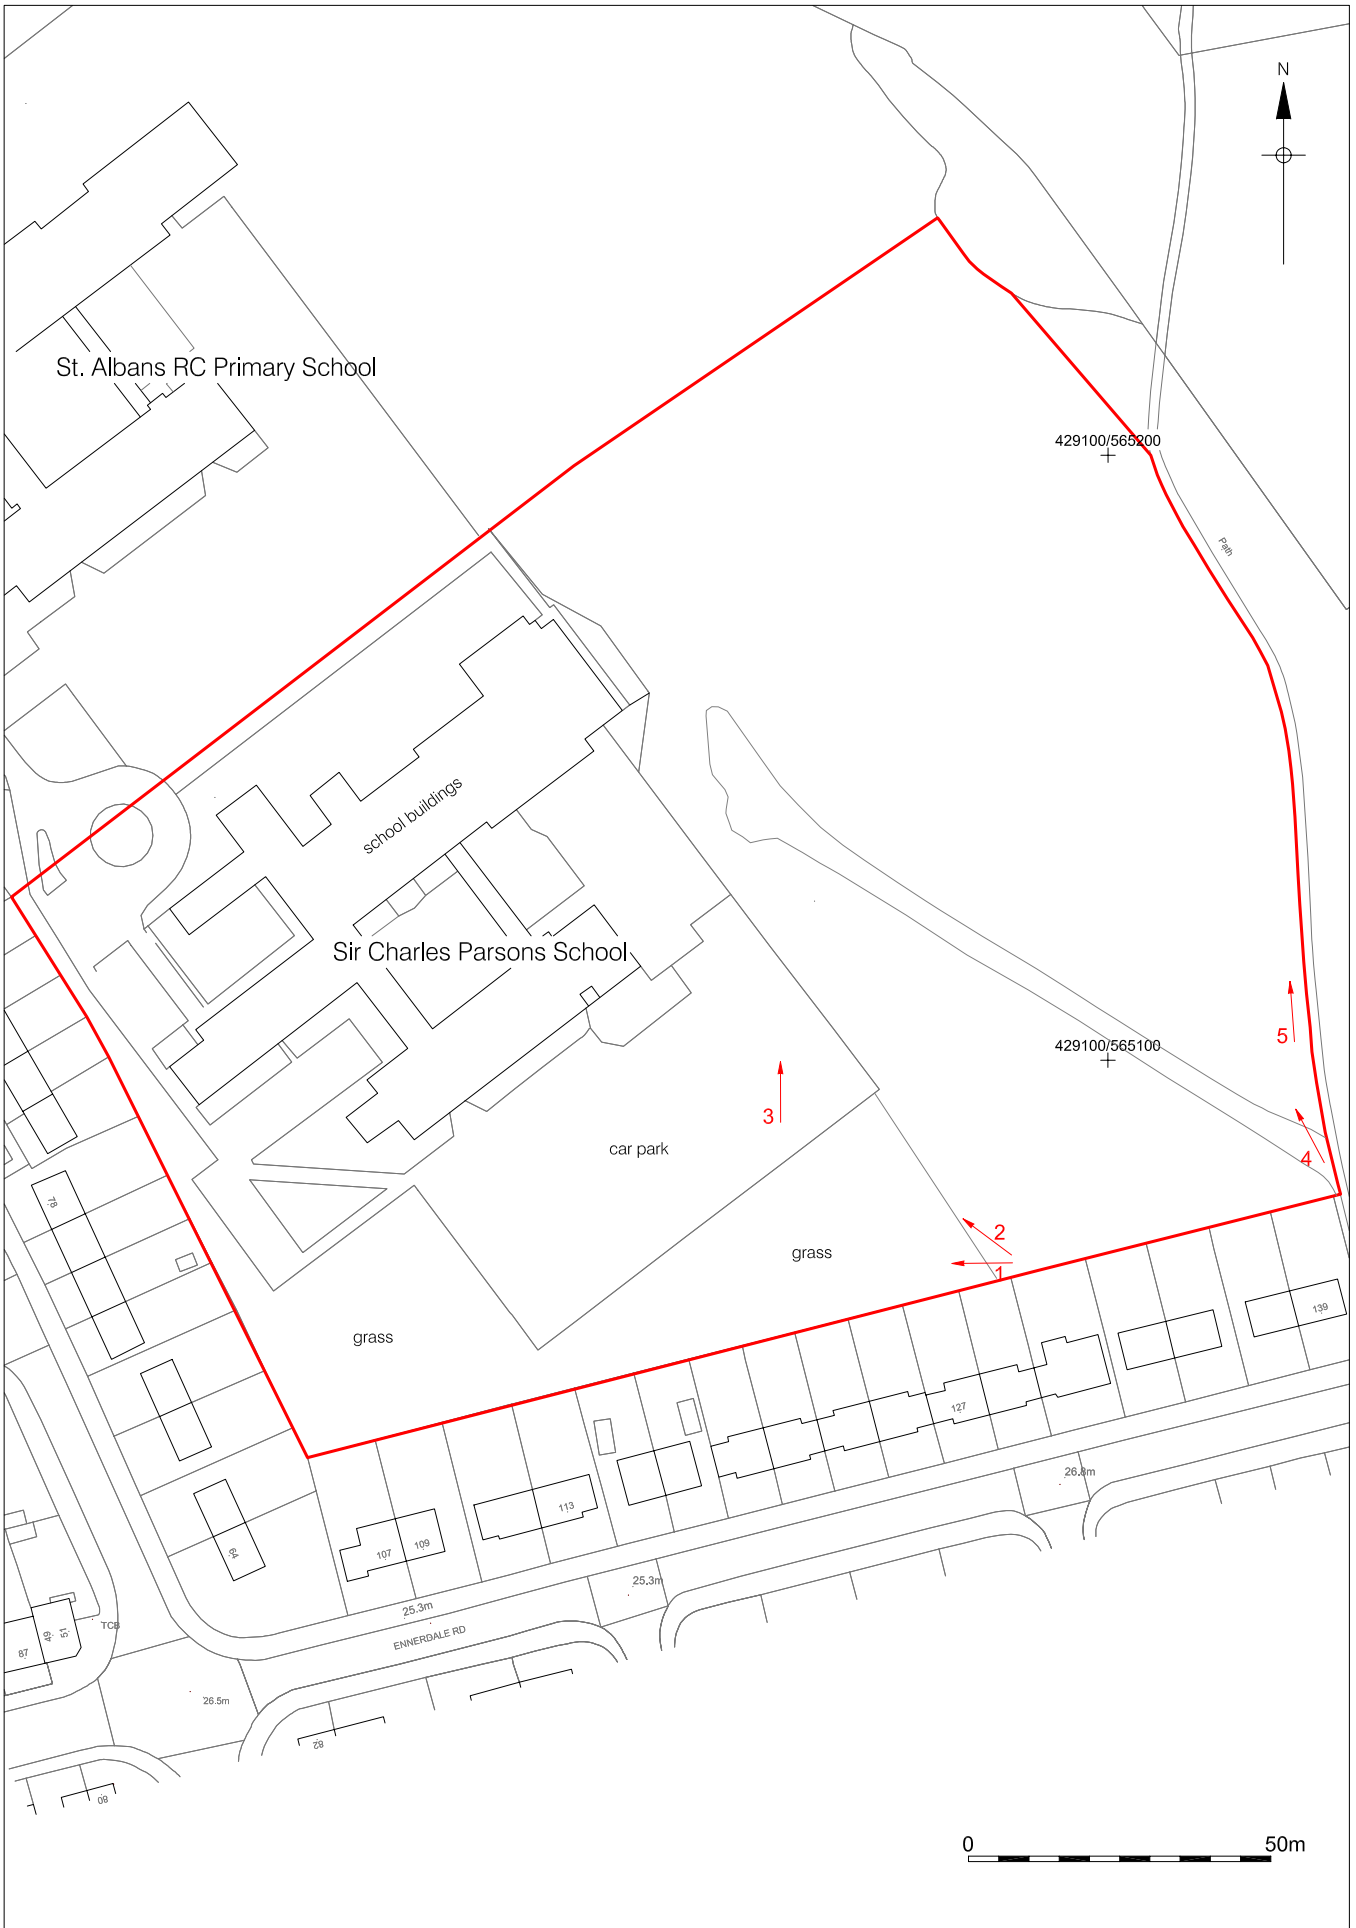 N
St. Albans RC Primary School
429100/565200
Path
school buildings
Sir Charles Parsons School
5
429100/565100
3
car park
4
78
2
grass
1
grass
139
127
26.8m
113
107
109
64
25.3m
25.3m
ENNERDALE RD
TCB
49
51
87
26.5m
82
80
0 50m